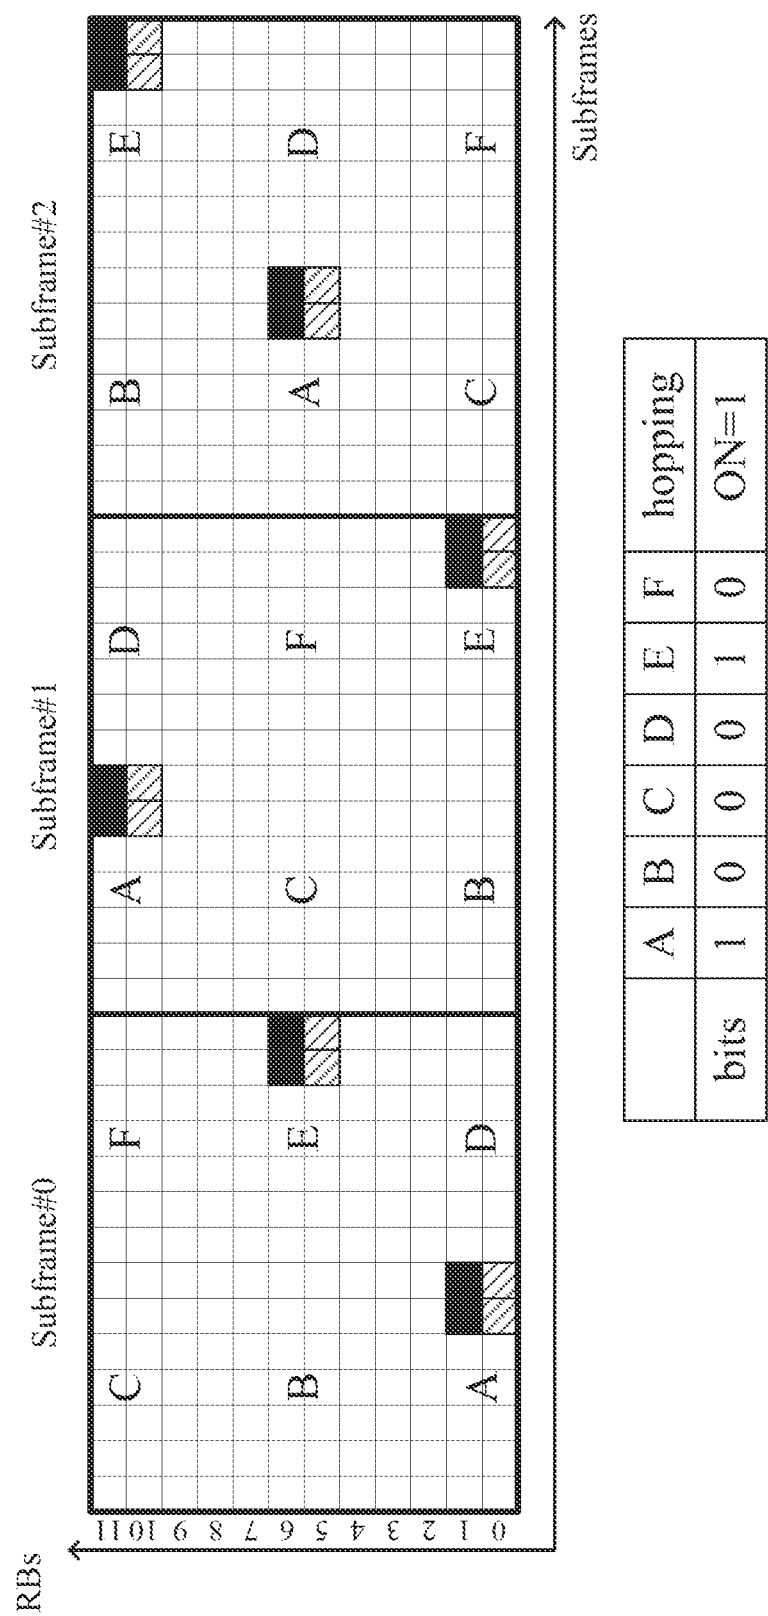 RBs
Subframe#0 Subframe#1 Subframe#2
11 C F A D B E
10
9
8
7
6 B E C F A D
5
4
3
2
1 A D B E C F
0
Subframes
A B C D E F hopping
bits 1 0 0 0 1 0 ON=1